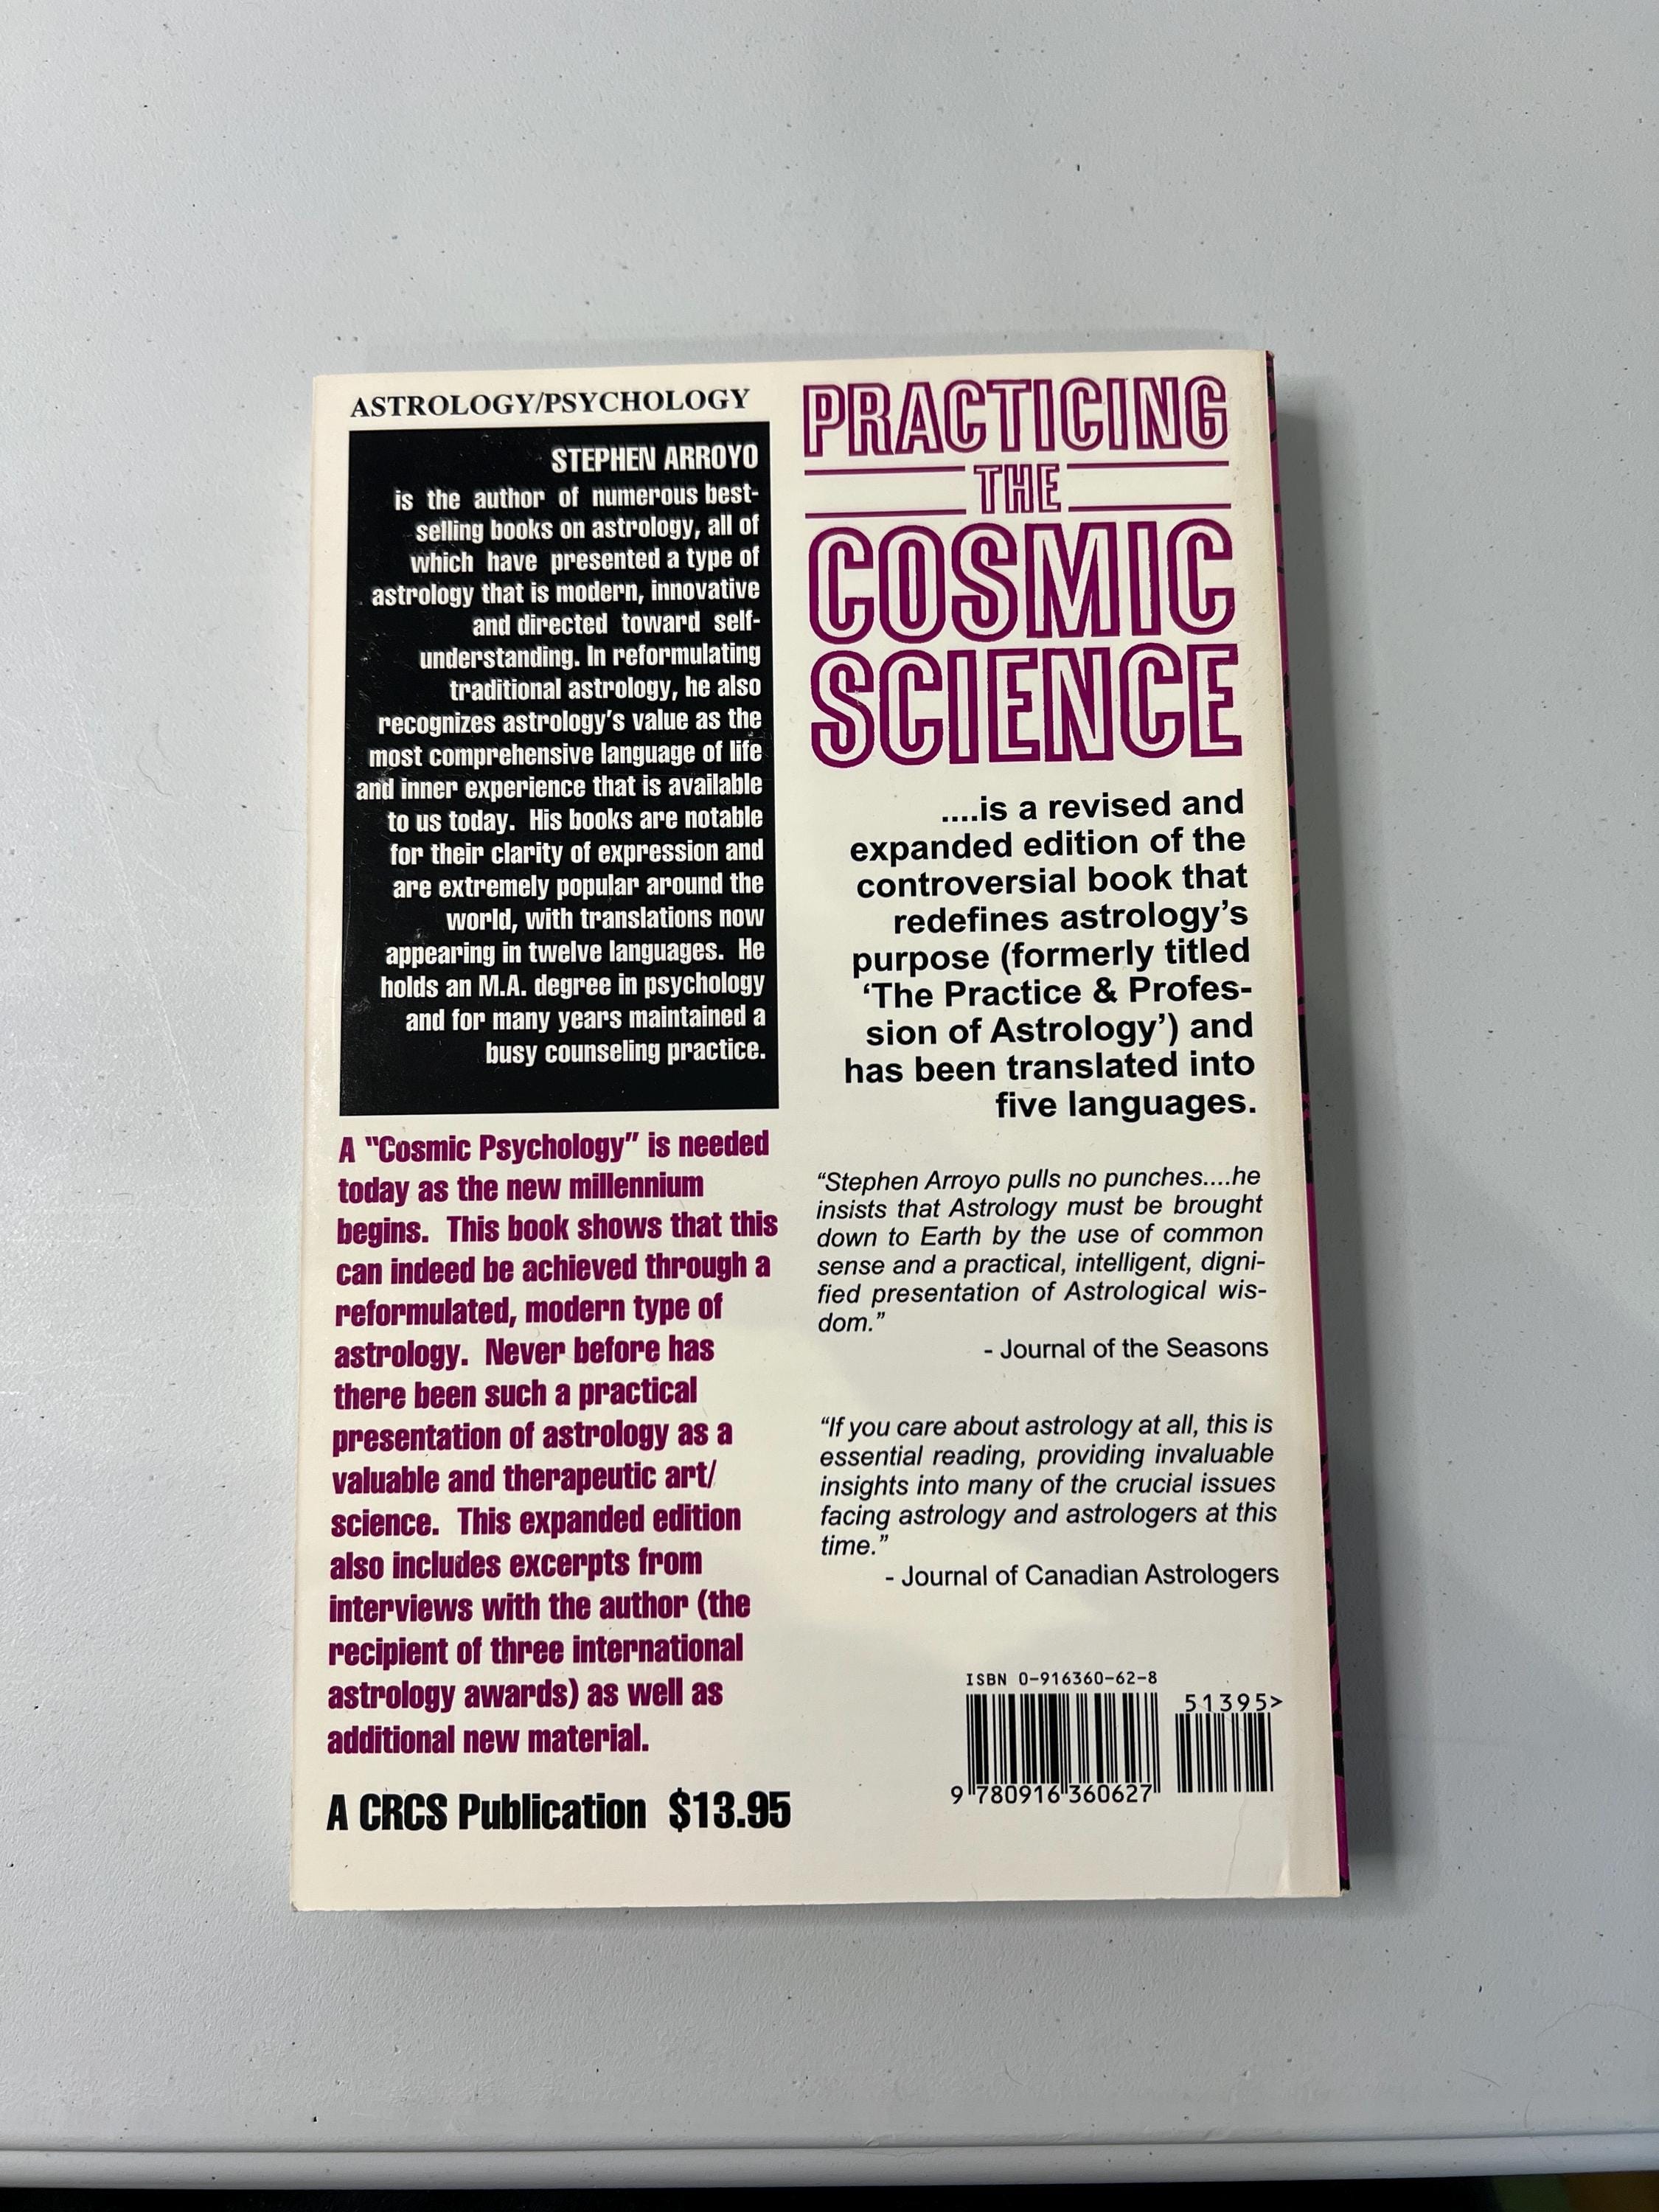 ASTROLOGY/PSYCHOLOGY
STEPHEN ARROYO
is the author of numerous best-
selling books on astrology, all of
which have presented a type of
astrology that is modern, innovative
and directed toward self-
understanding. In reformulating
traditional astrology, he also
recognizes astrology's value as the
most comprehensive language of life
and inner experience that is available
to us today. His books are notable
for their clarity of expression and
are extremely popular around the
world, with translations now
appearing in twelve languages. He
holds an M.A. degree in psychology
and for many years maintained a
busy counseling practice.
A "Cosmic Psychology" is needed
today as the new millennium
begins. This book shows that this
can indeed be achieved through a
reformulated, modern type of
astrology. Never before has
there been such a practical
presentation of astrology as a
valuable and therapeutic art/
science. This expanded edition
also includes excerpts from
interviews with the author (the
recipient of three international
astrology awards) as well as
additional new material.
A CRCS Publication $13.95
PRACTICING
THE
COSMIC
SCIENCE
....is a revised and
expanded edition of the
controversial book that
redefines astrology's
purpose (formerly titled
'The Practice & Profes-
sion of Astrology') and
has been translated into
five languages.
"Stephen Arroyo pulls no punches....he
insists that Astrology must be brought
down to Earth by the use of common
sense and a practical, intelligent, digni-
fied presentation of Astrological wis-
dom."
- Journal of the Seasons
"If you care about astrology at all, this is
essential reading, providing invaluable
insights into many of the crucial issues
facing astrology and astrologers at this
time."
- Journal of Canadian Astrologers
ISBN 0-916360-62-8
51395>
9 780916 360627